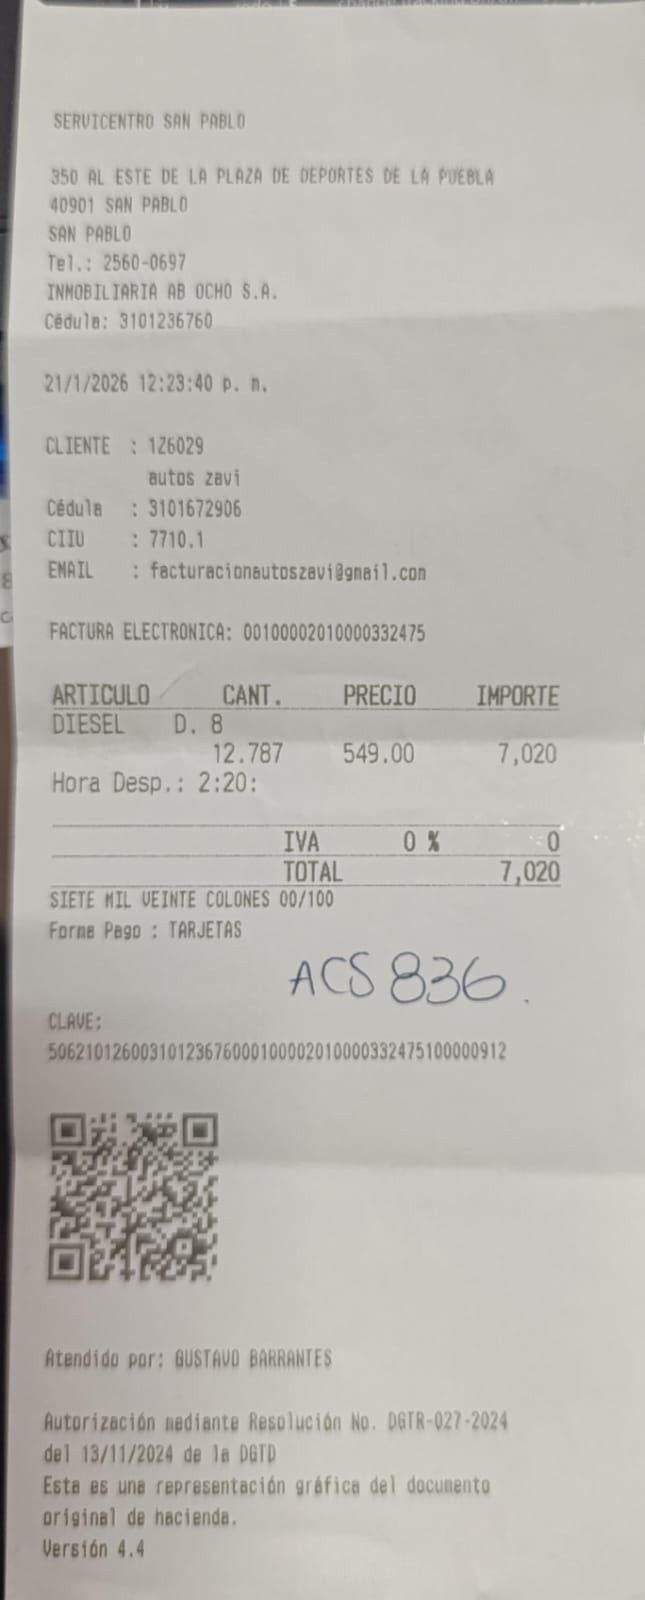 SERVICENTRO SAN PABLO
350 AL ESTE DE LA PLAZA DE DEPORTES DE LA PUEBLA
40901 SAN PABLO
SAN PABLO
Tel.: 2560-0697
INMOBILIARIA AB OCHO S.A.
Cédula: 3101236760
21/1/2026 12:23:40 p. m.
CLIENTE : 126029
autos zavi
Cédula : 3101672906
CIIU : 7710.1
EMAIL : facturacionautoszavi@gmail.com
FACTURA ELECTRONICA: 00100002010000332475
ARTICULO CANT. PRECIO IMPORTE
DIESEL D. 8
12.787 549.00 7,020
Hora Desp.: 2:20:
IVA 0 % 0
TOTAL 7,020
SIETE MIL VEINTE COLONES 00/100
Forma Pago : TARJETAS
ACS 836.
CLAVE:
50621012600310123676000100002010000332475100000912
Atendido por: GUSTAVO BARRANTES
Autorización mediante Resolución No. DGTR-027-2024
del 13/11/2024 de la DGTD
Esta es una representación gráfica del documento
original de hacienda.
Versión 4.4